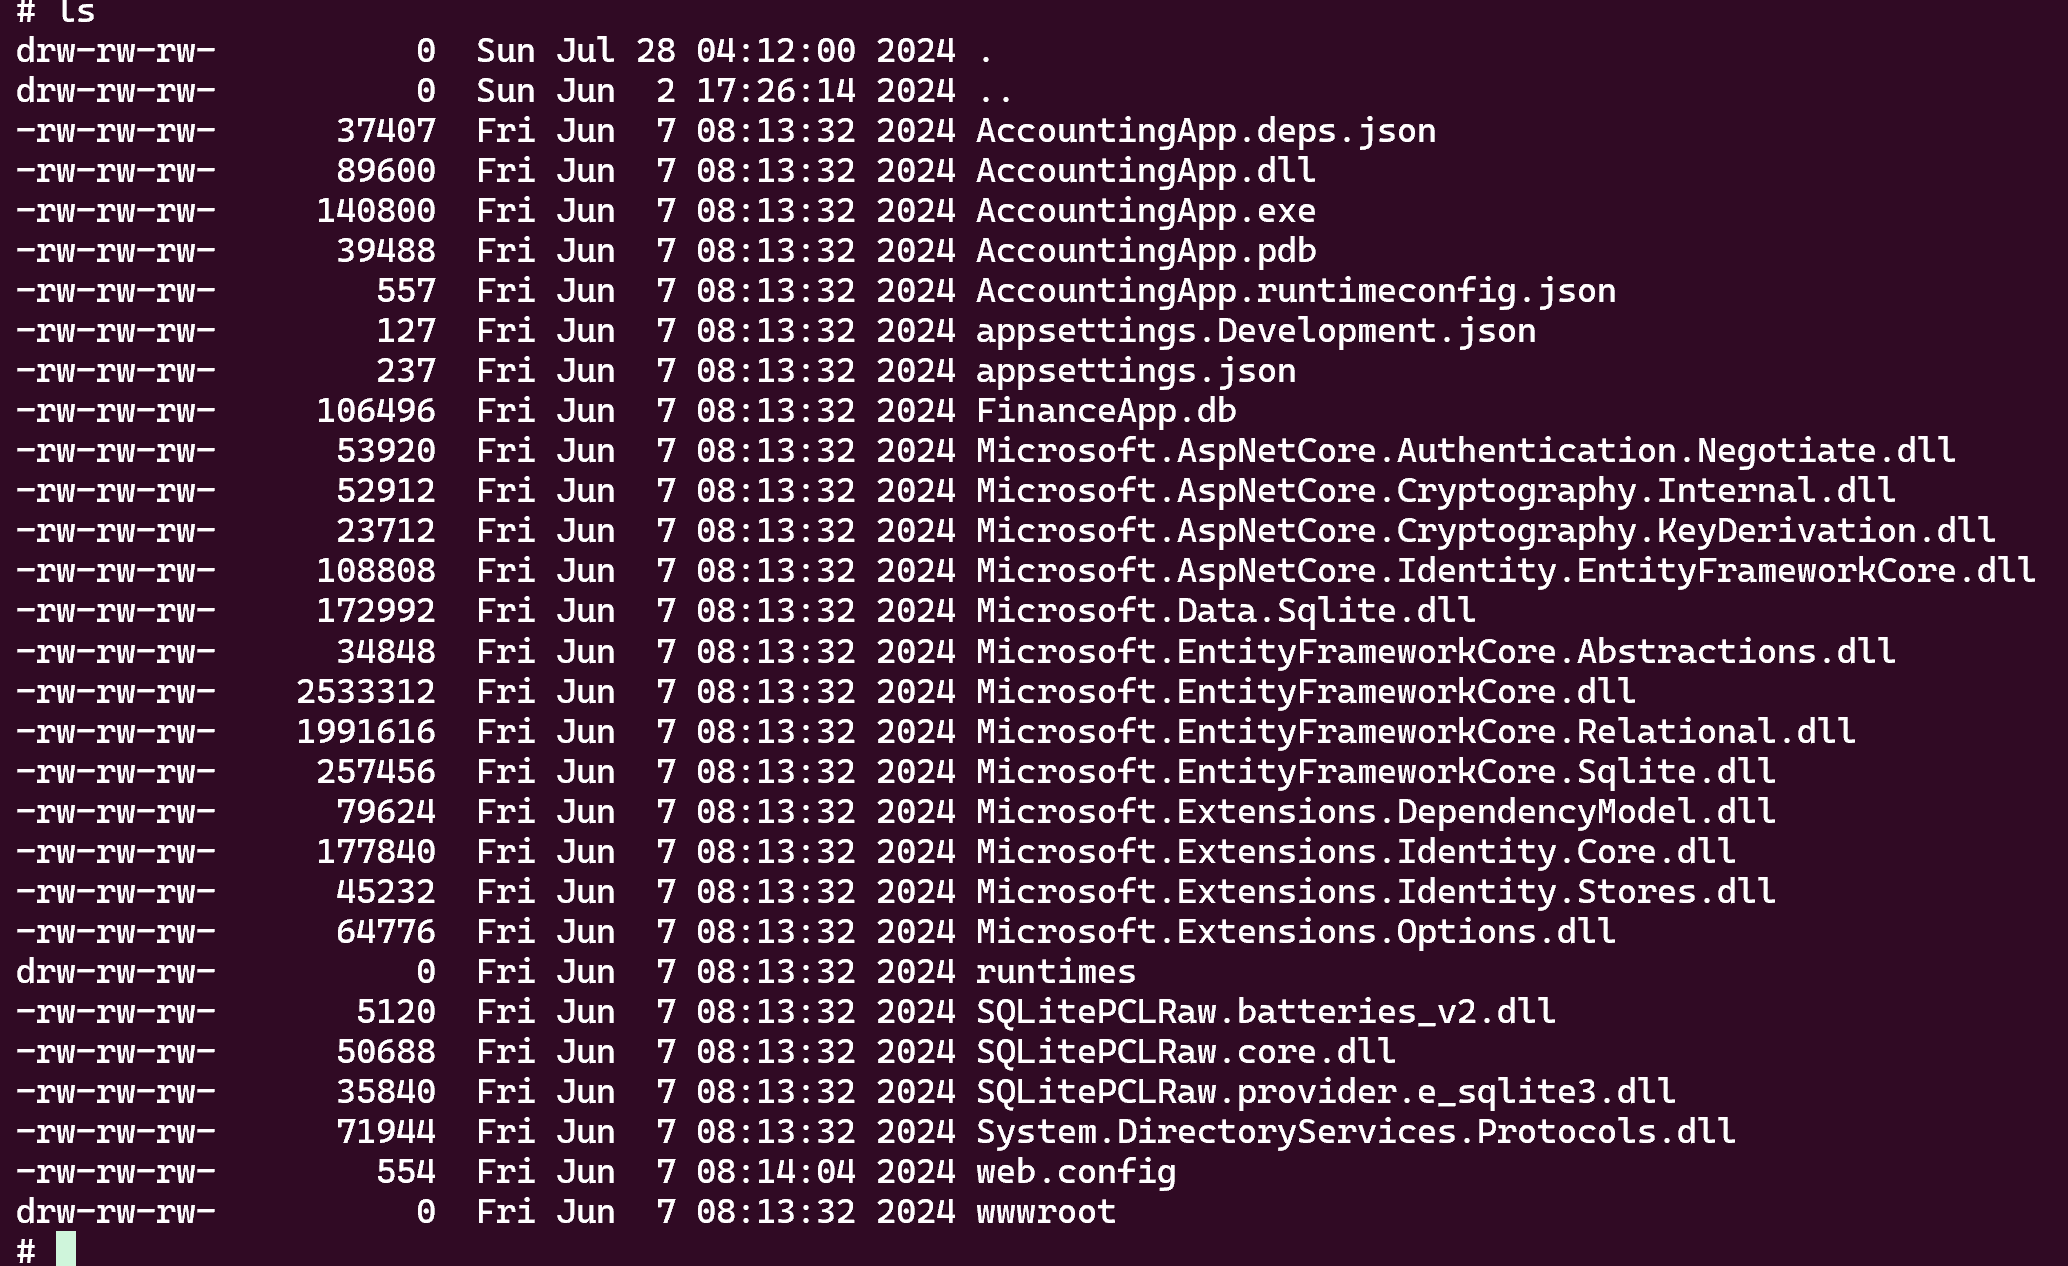 # ls
drw-rw-rw-          0  Sun Jul 28 04:12:00 2024 .
drw-rw-rw-          0  Sun Jun  2 17:26:14 2024 ..
-rw-rw-rw-      37407  Fri Jun  7 08:13:32 2024 AccountingApp.deps.json
-rw-rw-rw-      89600  Fri Jun  7 08:13:32 2024 AccountingApp.dll
-rw-rw-rw-     140800  Fri Jun  7 08:13:32 2024 AccountingApp.exe
-rw-rw-rw-      39488  Fri Jun  7 08:13:32 2024 AccountingApp.pdb
-rw-rw-rw-        557  Fri Jun  7 08:13:32 2024 AccountingApp.runtimeconfig.json
-rw-rw-rw-        127  Fri Jun  7 08:13:32 2024 appsettings.Development.json
-rw-rw-rw-        237  Fri Jun  7 08:13:32 2024 appsettings.json
-rw-rw-rw-     106496  Fri Jun  7 08:13:32 2024 FinanceApp.db
-rw-rw-rw-      53920  Fri Jun  7 08:13:32 2024 Microsoft.AspNetCore.Authentication.Negotiate.dll
-rw-rw-rw-      52912  Fri Jun  7 08:13:32 2024 Microsoft.AspNetCore.Cryptography.Internal.dll
-rw-rw-rw-      23712  Fri Jun  7 08:13:32 2024 Microsoft.AspNetCore.Cryptography.KeyDerivation.dll
-rw-rw-rw-     108808  Fri Jun  7 08:13:32 2024 Microsoft.AspNetCore.Identity.EntityFrameworkCore.dll
-rw-rw-rw-     172992  Fri Jun  7 08:13:32 2024 Microsoft.Data.Sqlite.dll
-rw-rw-rw-      34848  Fri Jun  7 08:13:32 2024 Microsoft.EntityFrameworkCore.Abstractions.dll
-rw-rw-rw-    2533312  Fri Jun  7 08:13:32 2024 Microsoft.EntityFrameworkCore.dll
-rw-rw-rw-    1991616  Fri Jun  7 08:13:32 2024 Microsoft.EntityFrameworkCore.Relational.dll
-rw-rw-rw-     257456  Fri Jun  7 08:13:32 2024 Microsoft.EntityFrameworkCore.Sqlite.dll
-rw-rw-rw-      79624  Fri Jun  7 08:13:32 2024 Microsoft.Extensions.DependencyModel.dll
-rw-rw-rw-     177840  Fri Jun  7 08:13:32 2024 Microsoft.Extensions.Identity.Core.dll
-rw-rw-rw-      45232  Fri Jun  7 08:13:32 2024 Microsoft.Extensions.Identity.Stores.dll
-rw-rw-rw-      64776  Fri Jun  7 08:13:32 2024 Microsoft.Extensions.Options.dll
drw-rw-rw-          0  Fri Jun  7 08:13:32 2024 runtimes
-rw-rw-rw-       5120  Fri Jun  7 08:13:32 2024 SQLitePCLRaw.batteries_v2.dll
-rw-rw-rw-      50688  Fri Jun  7 08:13:32 2024 SQLitePCLRaw.core.dll
-rw-rw-rw-      35840  Fri Jun  7 08:13:32 2024 SQLitePCLRaw.provider.e_sqlite3.dll
-rw-rw-rw-      71944  Fri Jun  7 08:13:32 2024 System.DirectoryServices.Protocols.dll
-rw-rw-rw-        554  Fri Jun  7 08:14:04 2024 web.config
drw-rw-rw-          0  Fri Jun  7 08:13:32 2024 wwwroot
#